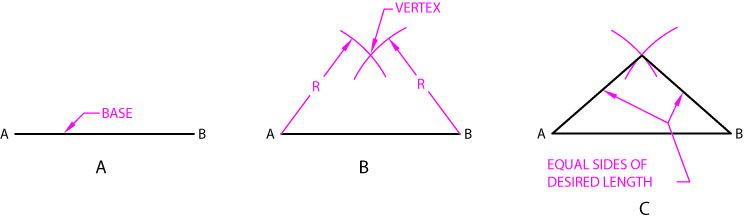 BASE
A
B
A
VERTEX
R
R
A
B
B
A
B
EQUAL SIDES OF
DESIRED LENGTH
C